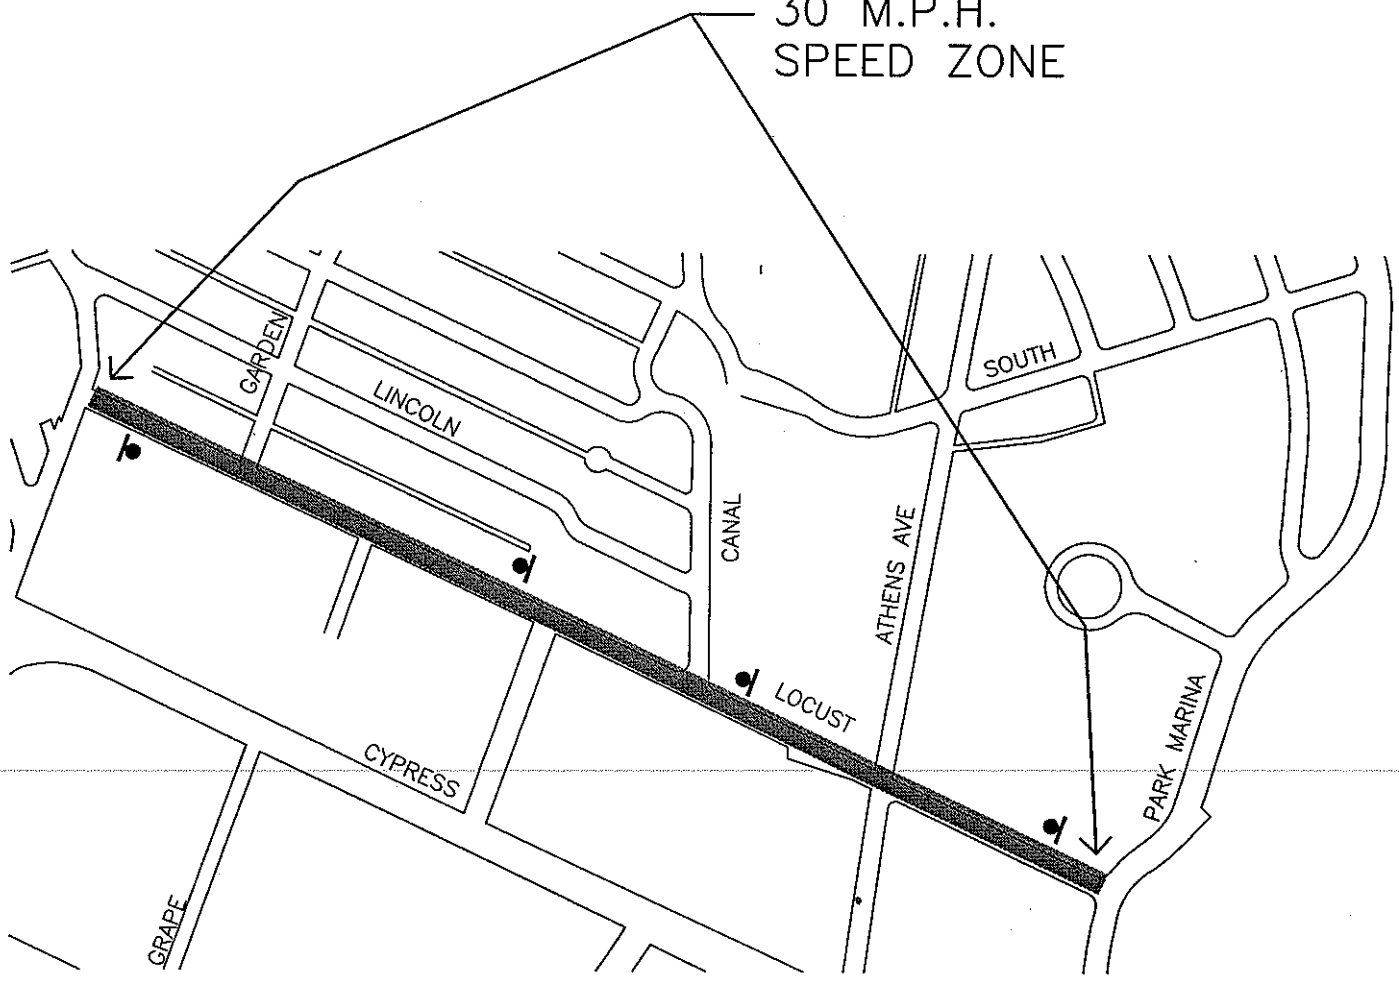 30 M.P.H.
SPEED ZONE
GARDEN
LINCOLN
SOUTH
CANAL
ATHENS AVE
LOCUST
CYPRESS
PARK MARINA
GRAPE